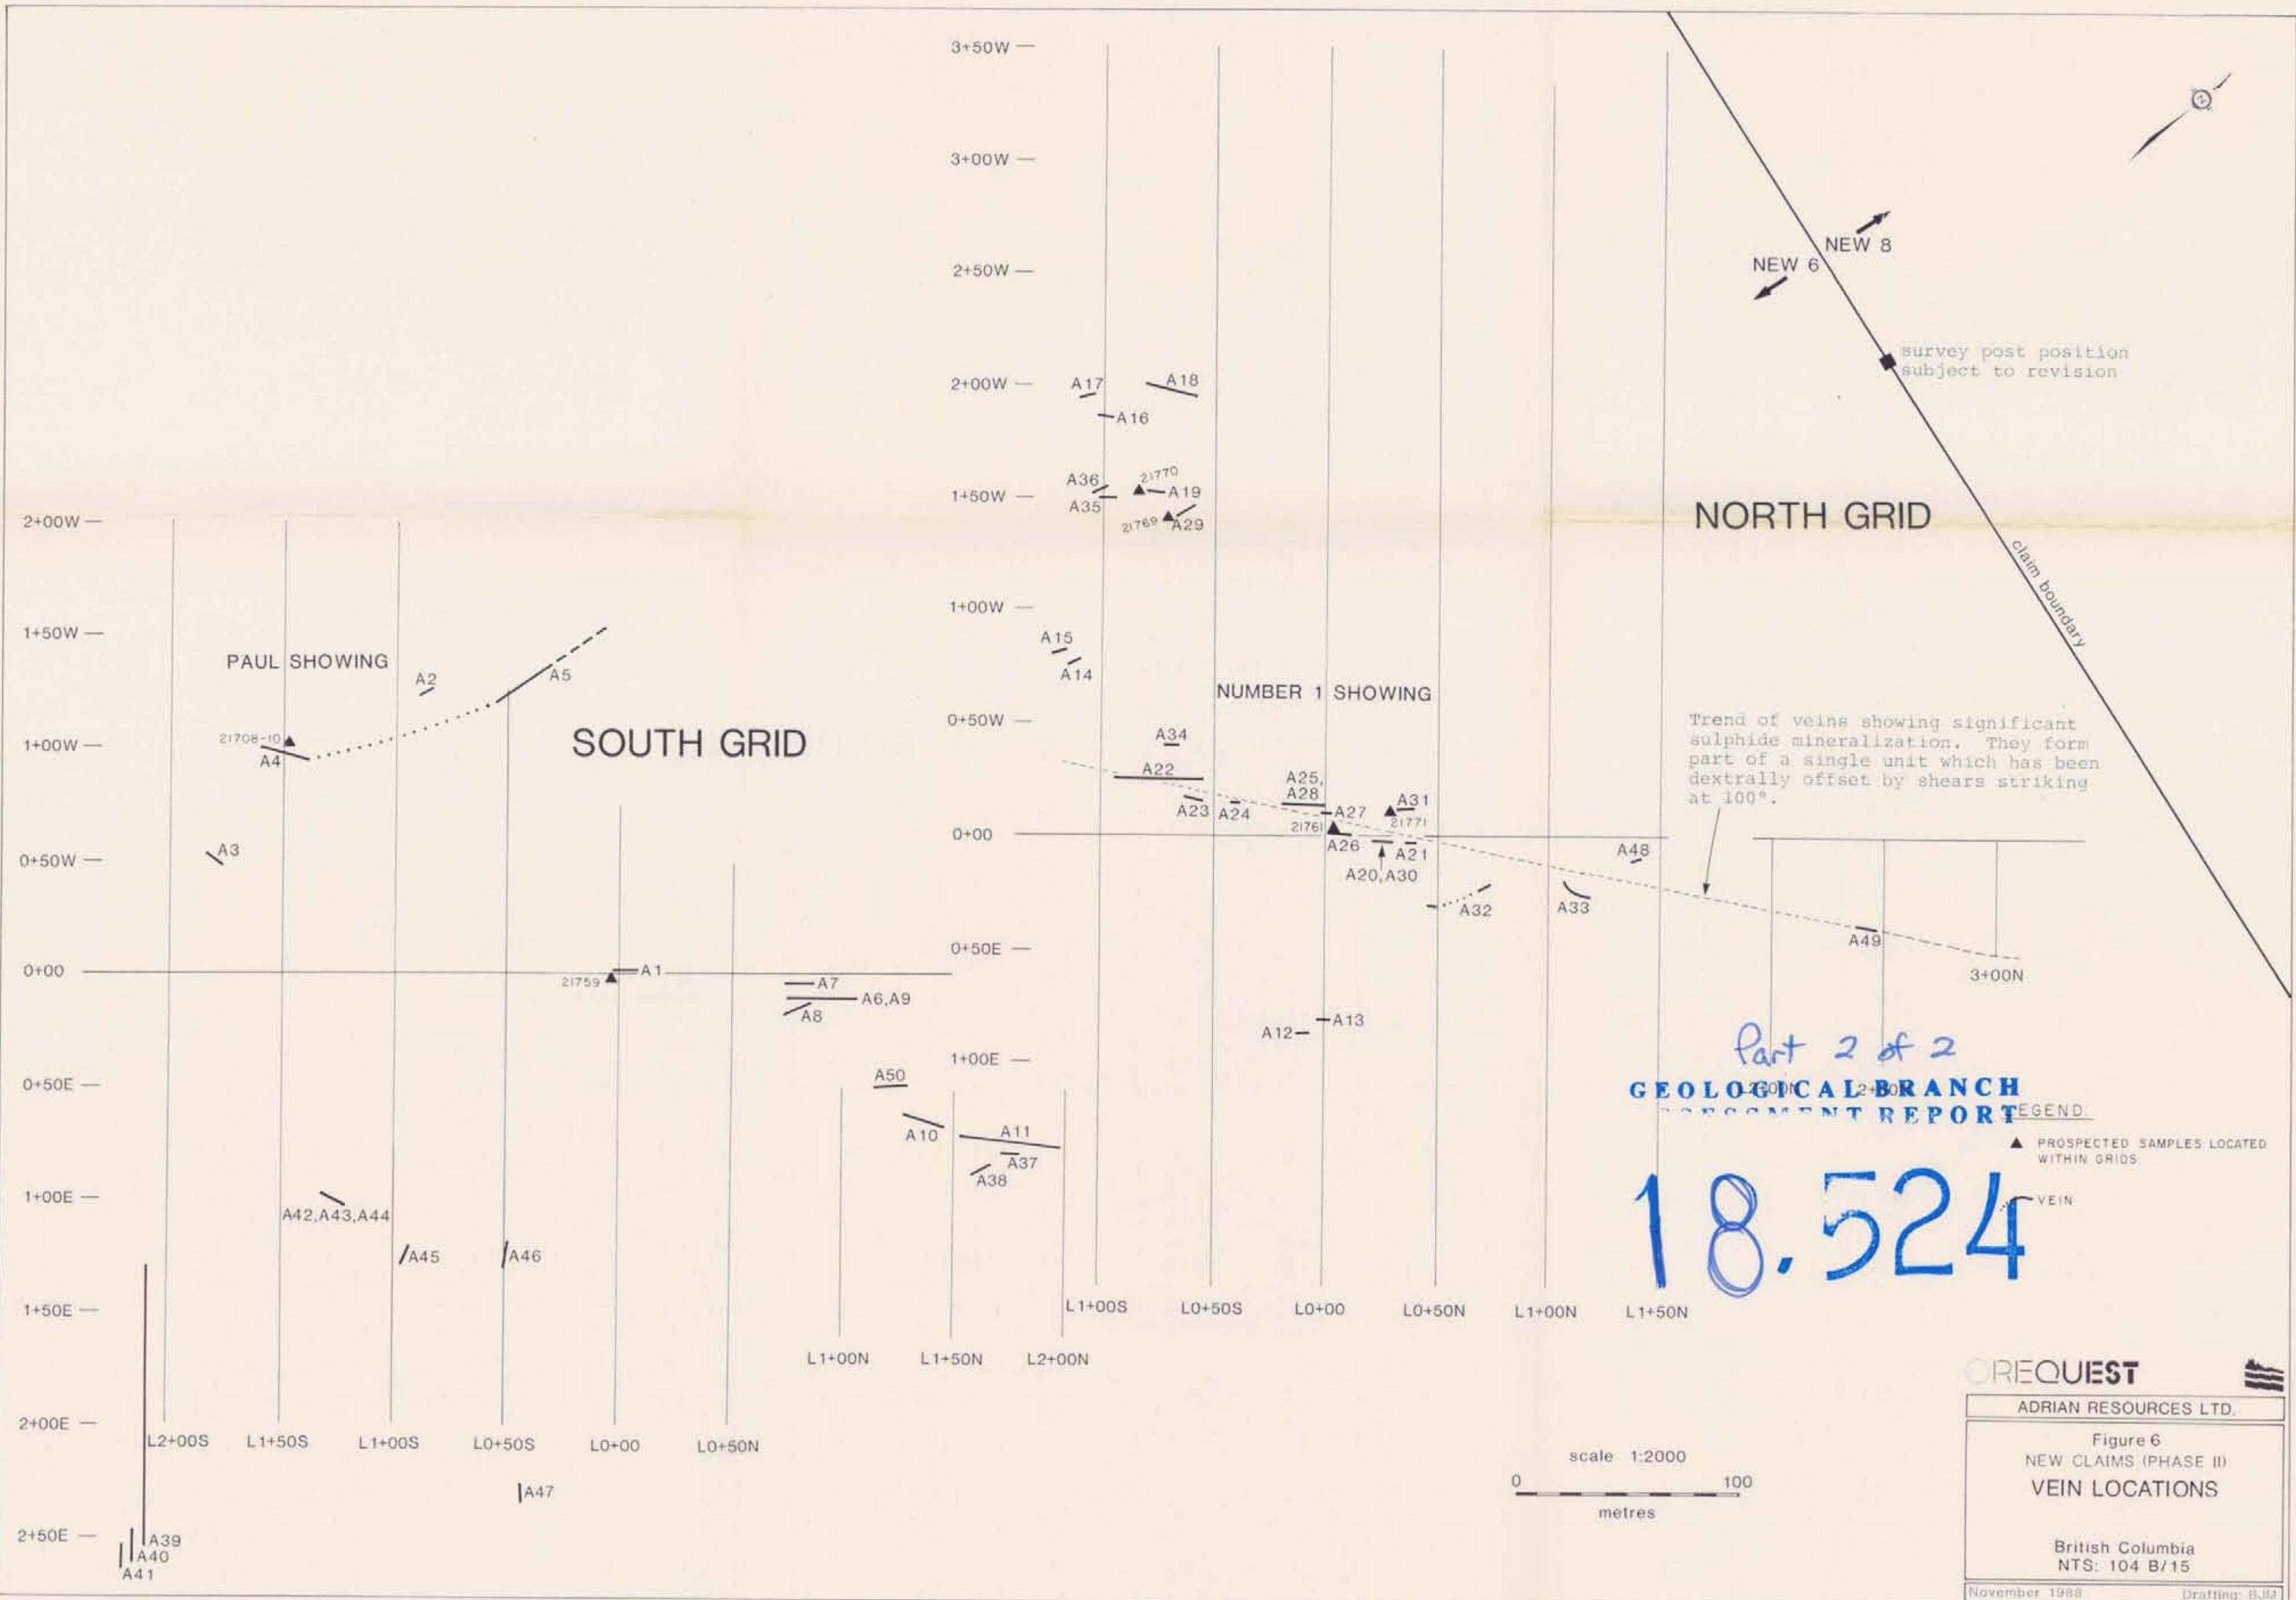 3+50W
3+00W
2+50W
2+00W
1+50W
1+00W
0+50W
0+00
0+50E
1+00E
NEW 8
NEW 6
survey post position
subject to revision
A17
A18
A16
A36
A35
21770
A19
21769
A29
NORTH GRID
claim boundary
A15
A14
NUMBER 1 SHOWING
A34
A22
A23
A24
A25,
A28
A27
A31
21761
21771
A26
A21
A20,A30
A32
A33
A48
A49
Trend of veins showing significant
sulphide mineralization. They form
part of a single unit which has been
dextrally offset by shears striking
at 100°.
3+00N
A12
A13
L1+00S
L0+50S
L0+00
L0+50N
L1+00N
L1+50N
2+00W
1+50W
1+00W
0+50W
0+00
0+50E
1+00E
1+50E
2+00E
2+50E
PAUL SHOWING
A2
A5
21708-10
A4
SOUTH GRID
A3
A1
21759
A7
A6,A9
A8
A50
A10
A11
A37
A38
A42,A43,A44
A45
A46
A47
A39
A40
A41
L2+00S
L1+50S
L1+00S
L0+50S
L0+00
L0+50N
L1+00N
L1+50N
L2+00N
Part 2 of 2
GEOLOGICAL BRANCH
REPORT
18.524
EGEND
PROSPECTED SAMPLES LOCATED
WITHIN GRIDS
VEIN
scale 1:2000
0 100
metres
OREQUEST
ADRIAN RESOURCES LTD.
Figure 6
NEW CLAIMS (PHASE II)
VEIN LOCATIONS
British Columbia
NTS: 104 B/15
November 1988 Drafting: BJM